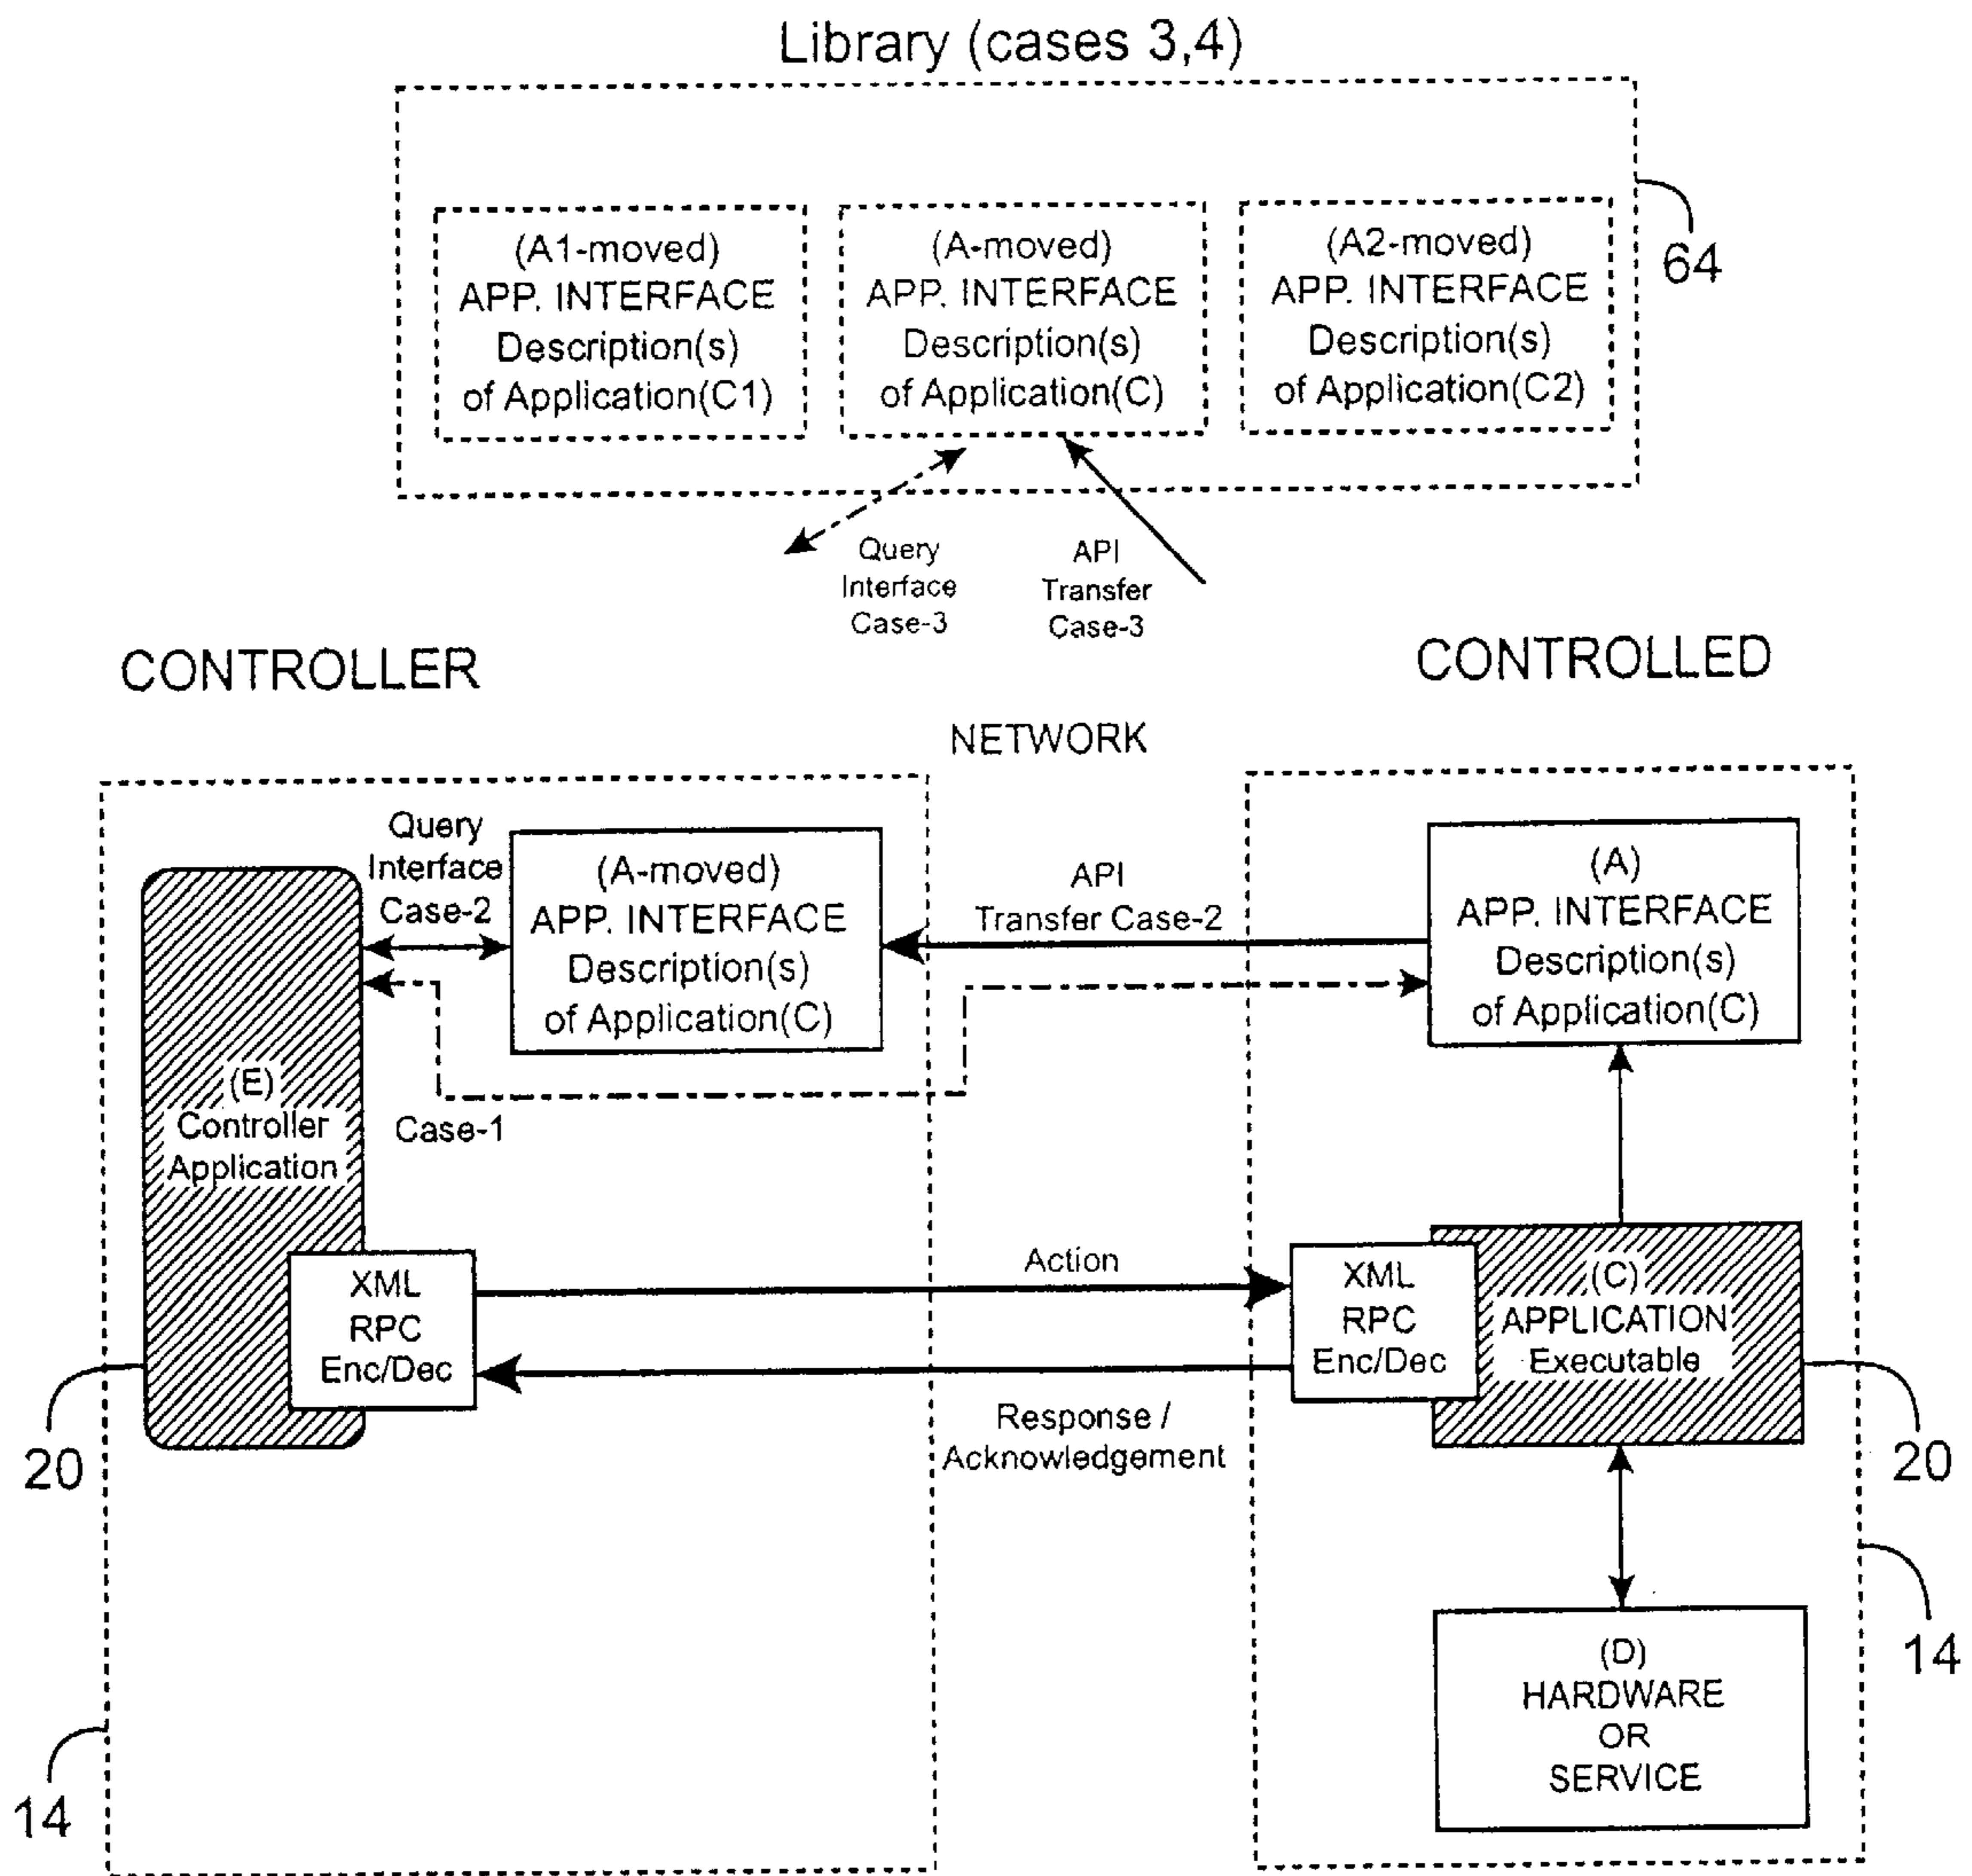 Library (cases 3,4)
(A1-moved)
APP. INTERFACE
Description(s)
of Application(C1)
(A-moved)
APP. INTERFACE
Description(s)
of Application(C)
(A2-moved)
APP. INTERFACE
Description(s)
of Application(C2)
64
Query
Interface
Case-3
API
Transfer
Case-3
CONTROLLER
CONTROLLED
NETWORK
Query
Interface
Case-2
(A-moved)
APP. INTERFACE
Description(s)
of Application(C)
API
Transfer Case-2
(A)
APP. INTERFACE
Description(s)
of Application(C)
(E)
Controller
Application
Case-1
XML
RPC
Enc/Dec
Action
Response /
Acknowledgement
XML
RPC
Enc/Dec
(C)
APPLICATION
Executable
20
20
(D)
HARDWARE
OR
SERVICE
14
14